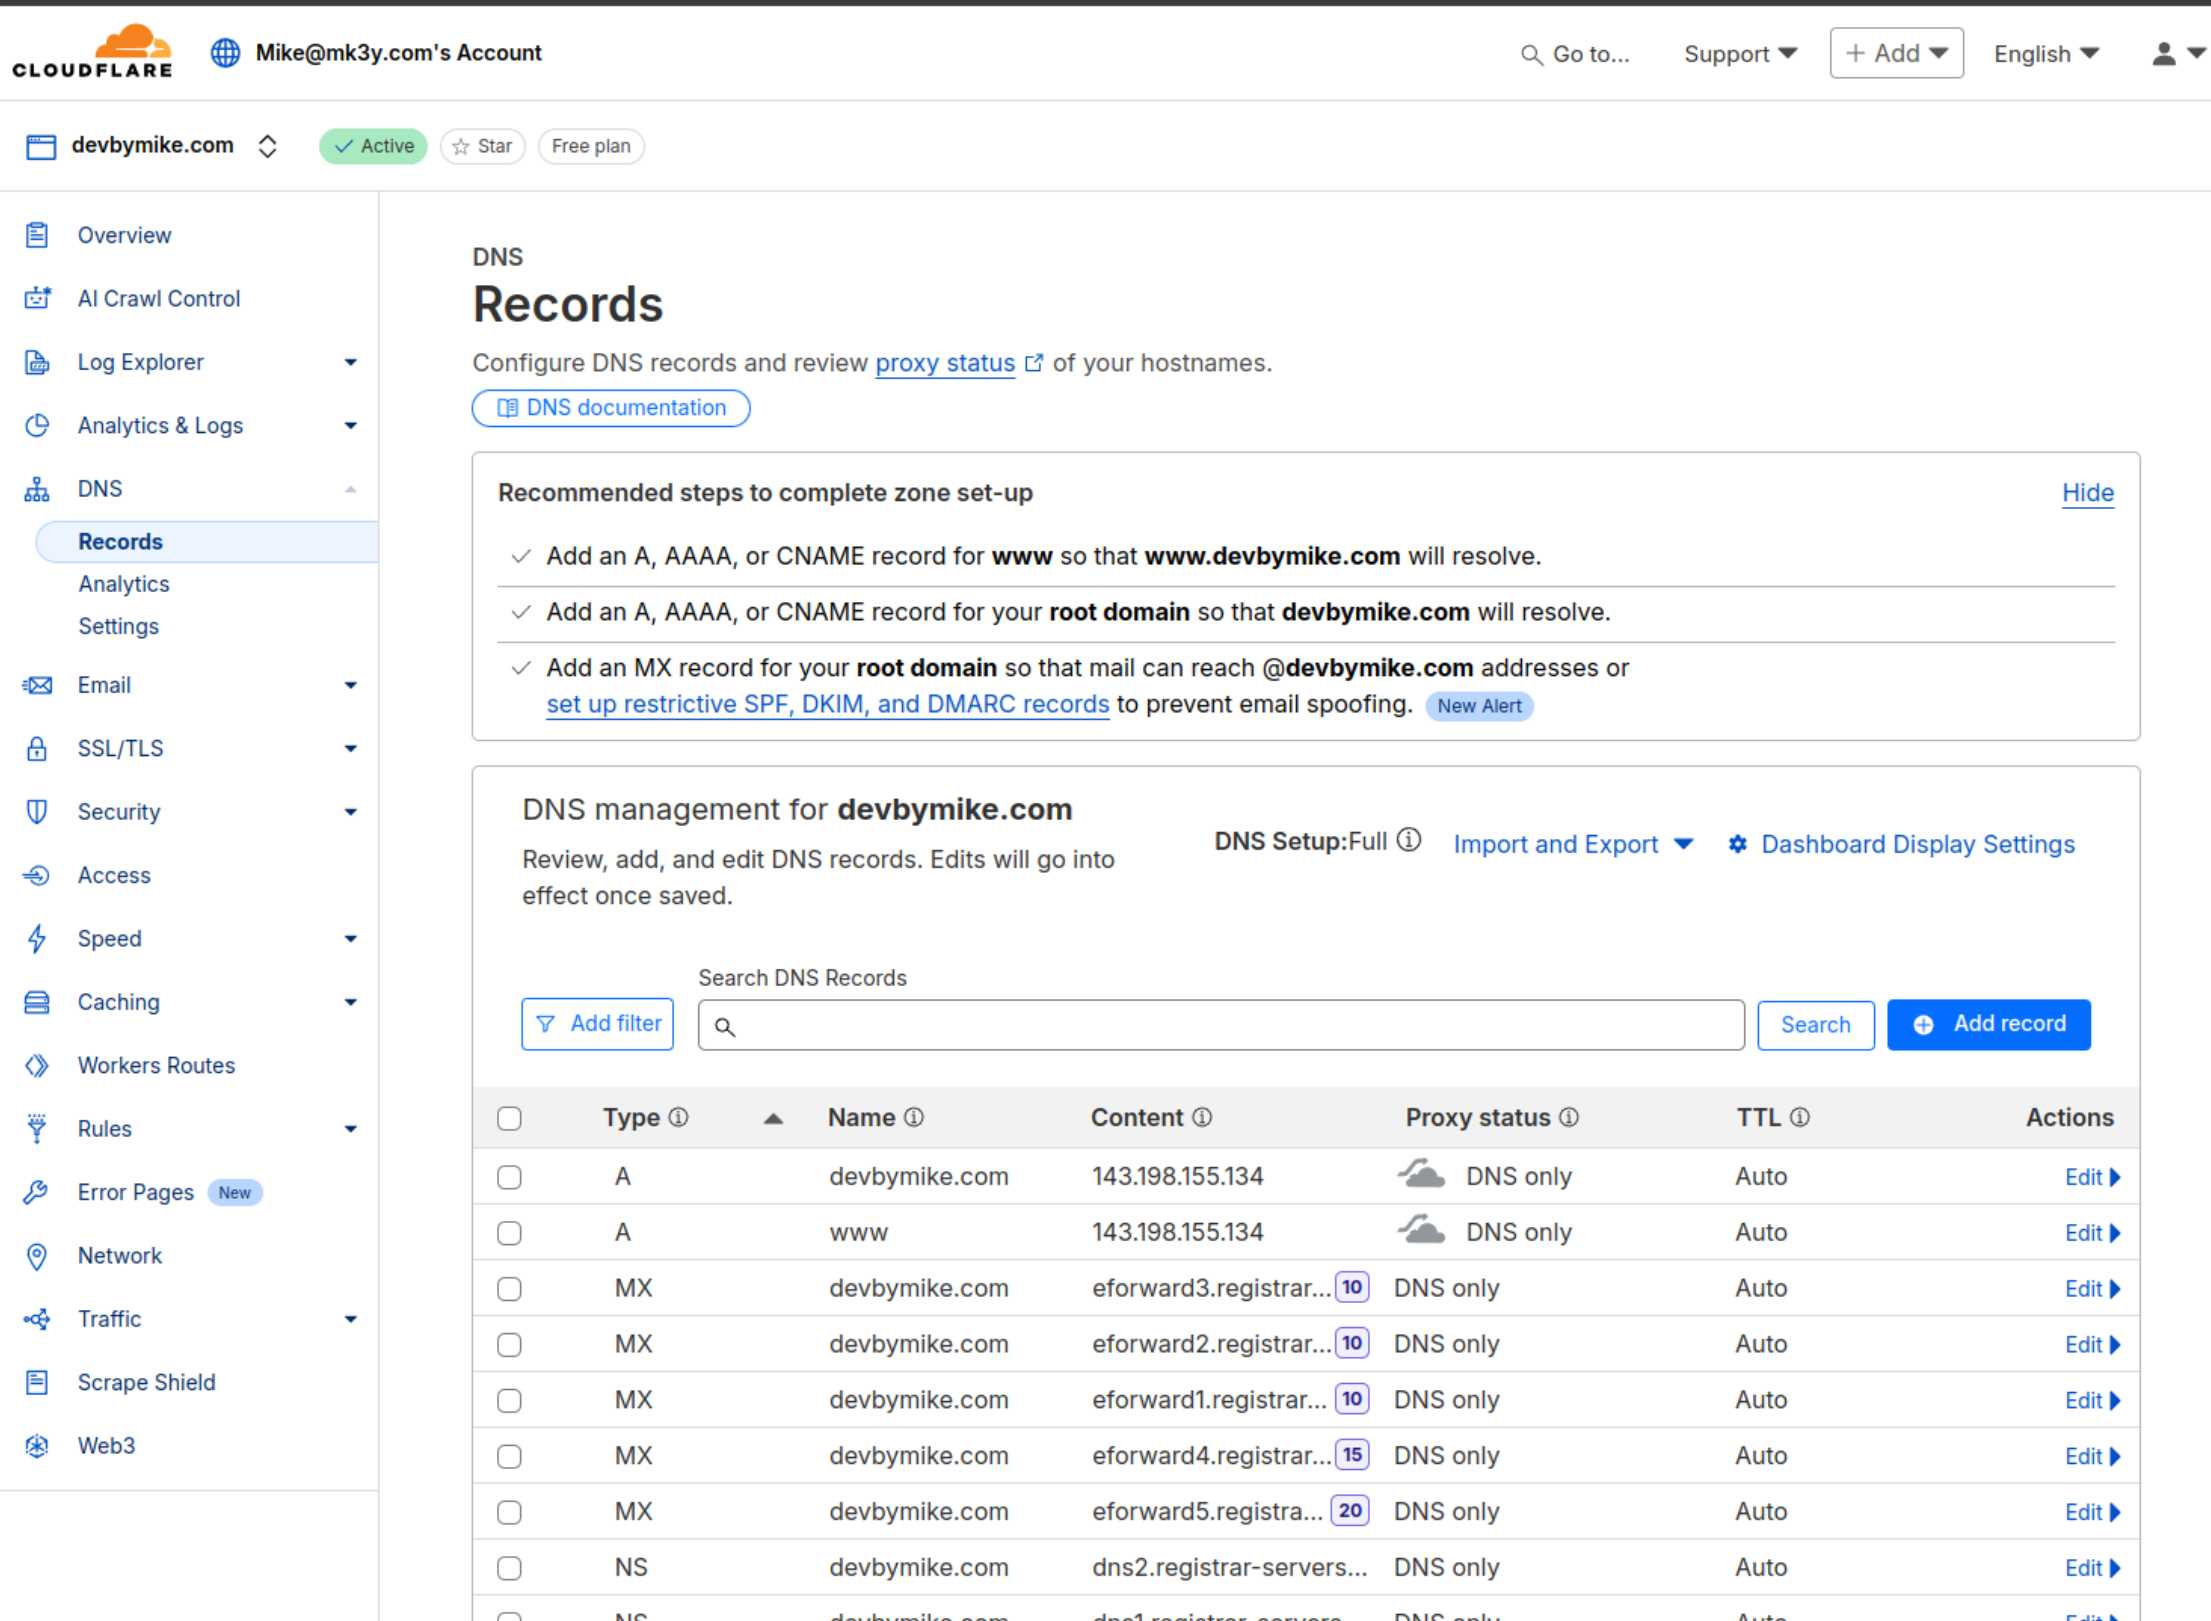 CLOUDFLARE
Mike@mk3y.com's Account
Go to...
Support
+ Add
English
devbymike.com
Active
Star
Free plan
Overview
AI Crawl Control
Log Explorer
Analytics & Logs
DNS
Records
Analytics
Settings
Email
SSL/TLS
Security
Access
Speed
Caching
Workers Routes
Rules
Error Pages New
Network
Traffic
Scrape Shield
Web3
DNS
Records
Configure DNS records and review proxy status of your hostnames.
DNS documentation
Recommended steps to complete zone set-up
Hide
Add an A, AAAA, or CNAME record for www so that www.devbymike.com will resolve.
Add an A, AAAA, or CNAME record for your root domain so that devbymike.com will resolve.
Add an MX record for your root domain so that mail can reach @devbymike.com addresses or
set up restrictive SPF, DKIM, and DMARC records to prevent email spoofing. New Alert
DNS management for devbymike.com
Review, add, and edit DNS records. Edits will go into
effect once saved.
DNS Setup:Full
Import and Export
Dashboard Display Settings
Search DNS Records
Add filter
Search
Add record
Type Name Content Proxy status TTL Actions
A devbymike.com 143.198.155.134 DNS only Auto Edit
A www 143.198.155.134 DNS only Auto Edit
MX devbymike.com eforward3.registrar... 10 DNS only Auto Edit
MX devbymike.com eforward2.registrar... 10 DNS only Auto Edit
MX devbymike.com eforward1.registrar... 10 DNS only Auto Edit
MX devbymike.com eforward4.registrar... 15 DNS only Auto Edit
MX devbymike.com eforward5.registra... 20 DNS only Auto Edit
NS devbymike.com dns2.registrar-servers... DNS only Auto Edit
NS devbymike.com dns1.registrar-servers DNS only Auto Edit